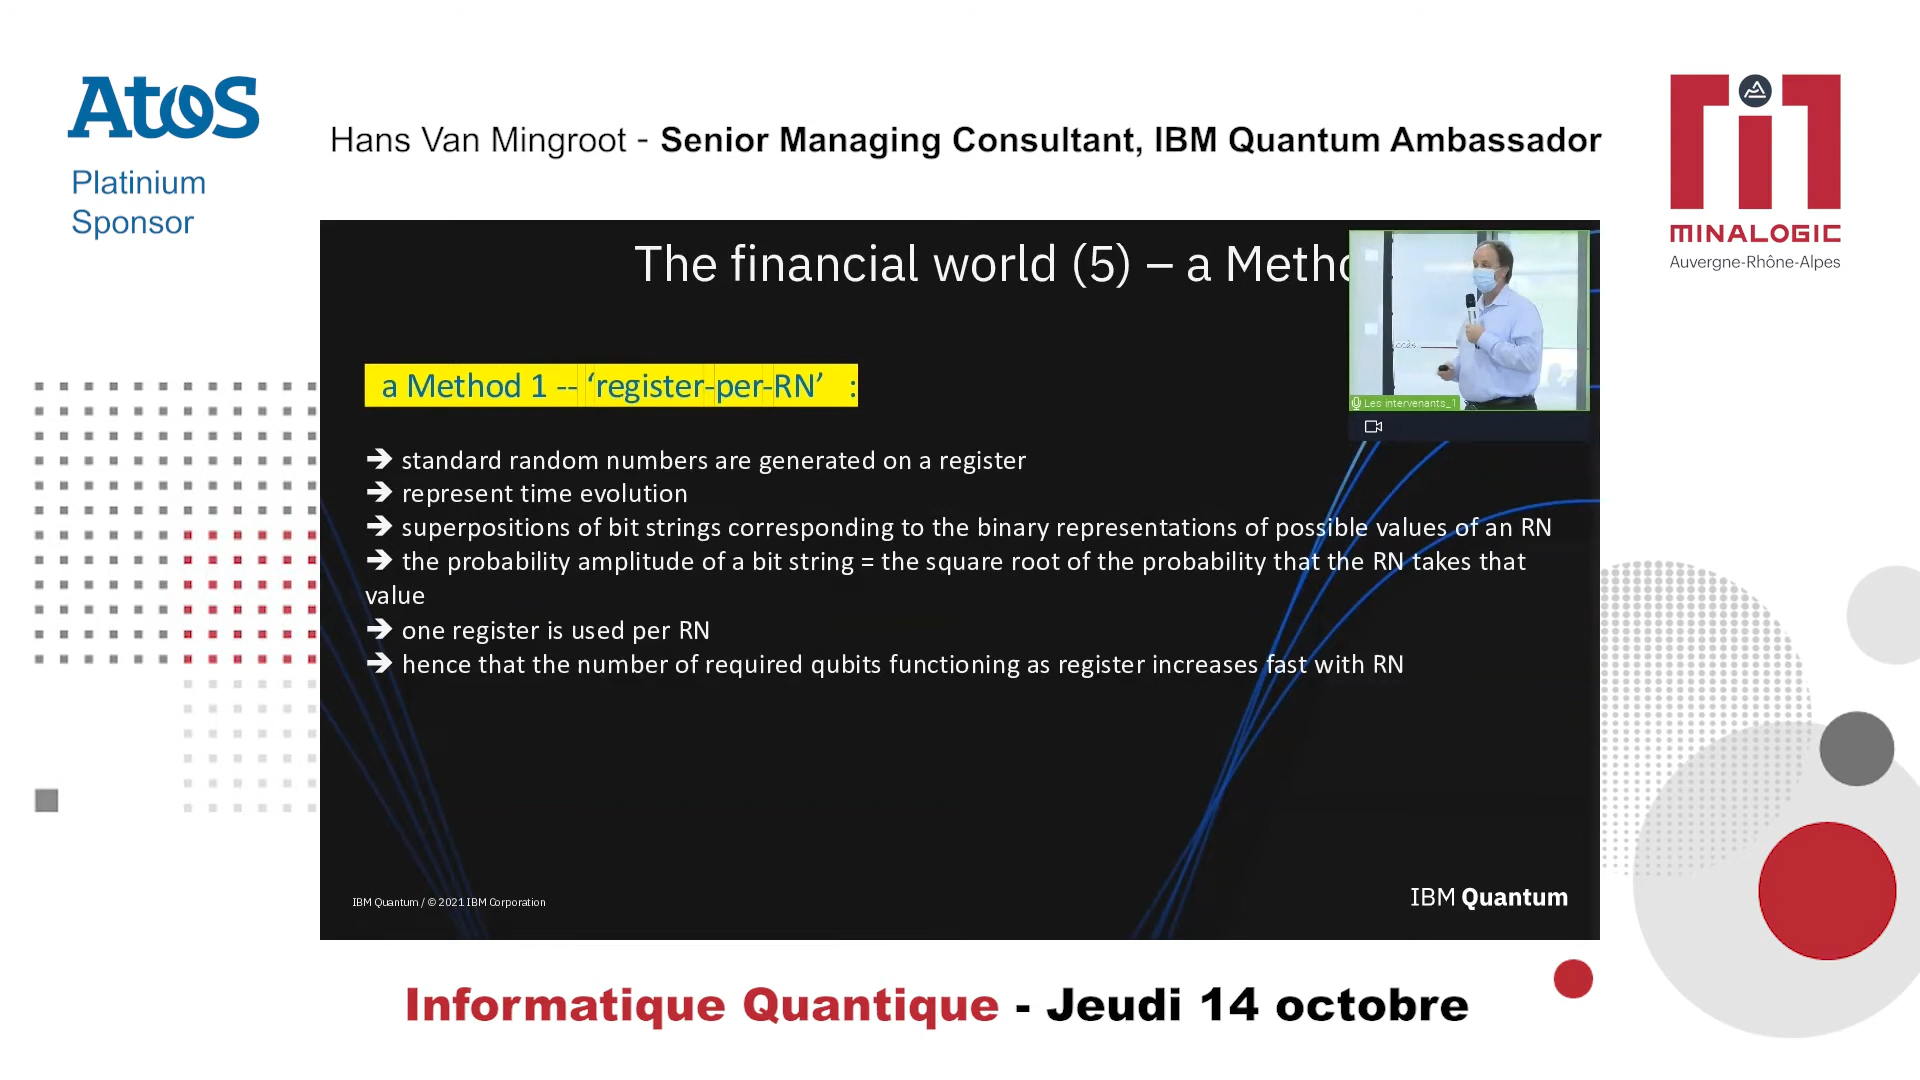 Atos
Platinium
Sponsor
Hans Van Mingroot - Senior Managing Consultant, IBM Quantum Ambassador
MINALOGIC
Auvergne-Rhône-Alpes
The financial world (5) – a Metho
Les intervenants_1
a Method 1 -- ‘register-per-RN’ :
➔ standard random numbers are generated on a register
➔ represent time evolution
➔ superpositions of bit strings corresponding to the binary representations of possible values of an RN
➔ the probability amplitude of a bit string = the square root of the probability that the RN takes that
value
➔ one register is used per RN
➔ hence that the number of required qubits functioning as register increases fast with RN
IBM Quantum / © 2021 IBM Corporation
IBM Quantum
Informatique Quantique - Jeudi 14 octobre